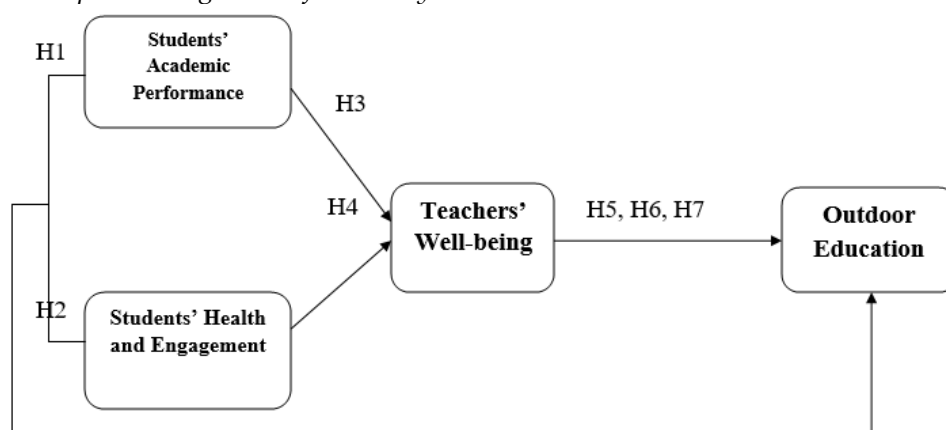 H1
Students’
Academic
Performance
H3
H4
Teachers’
Well-being
H5, H6, H7
Outdoor
Education
H2
Students’ Health
and Engagement